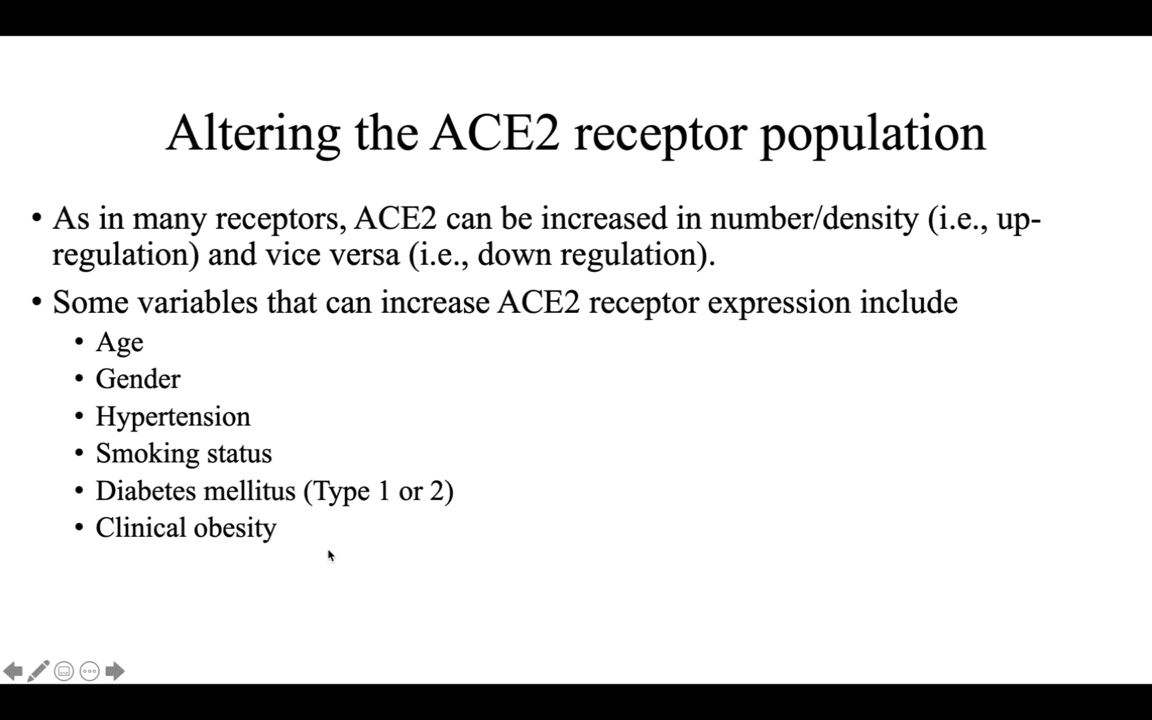 Altering the ACE2 receptor population
• As in many receptors, ACE2 can be increased in number/density (i.e., up-
regulation) and vice versa (i.e., down regulation).
• Some variables that can increase ACE2 receptor expression include
• Age
• Gender
• Hypertension
• Smoking status
• Diabetes mellitus (Type 1 or 2)
• Clinical obesity